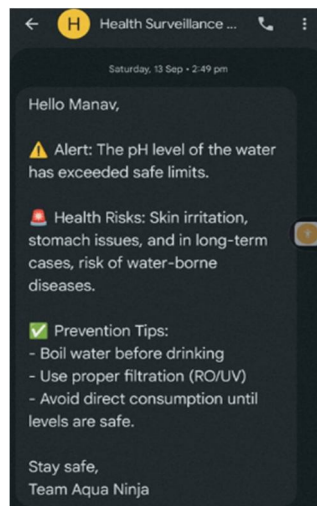 H Health Surveillance ...
Saturday, 13 Sep • 2:49 pm
Hello Manav,
⚠️ Alert: The pH level of the water
has exceeded safe limits.
🚨 Health Risks: Skin irritation,
stomach issues, and in long-term
cases, risk of water-borne
diseases.
✅ Prevention Tips:
- Boil water before drinking
- Use proper filtration (RO/UV)
- Avoid direct consumption until
levels are safe.
Stay safe,
Team Aqua Ninja